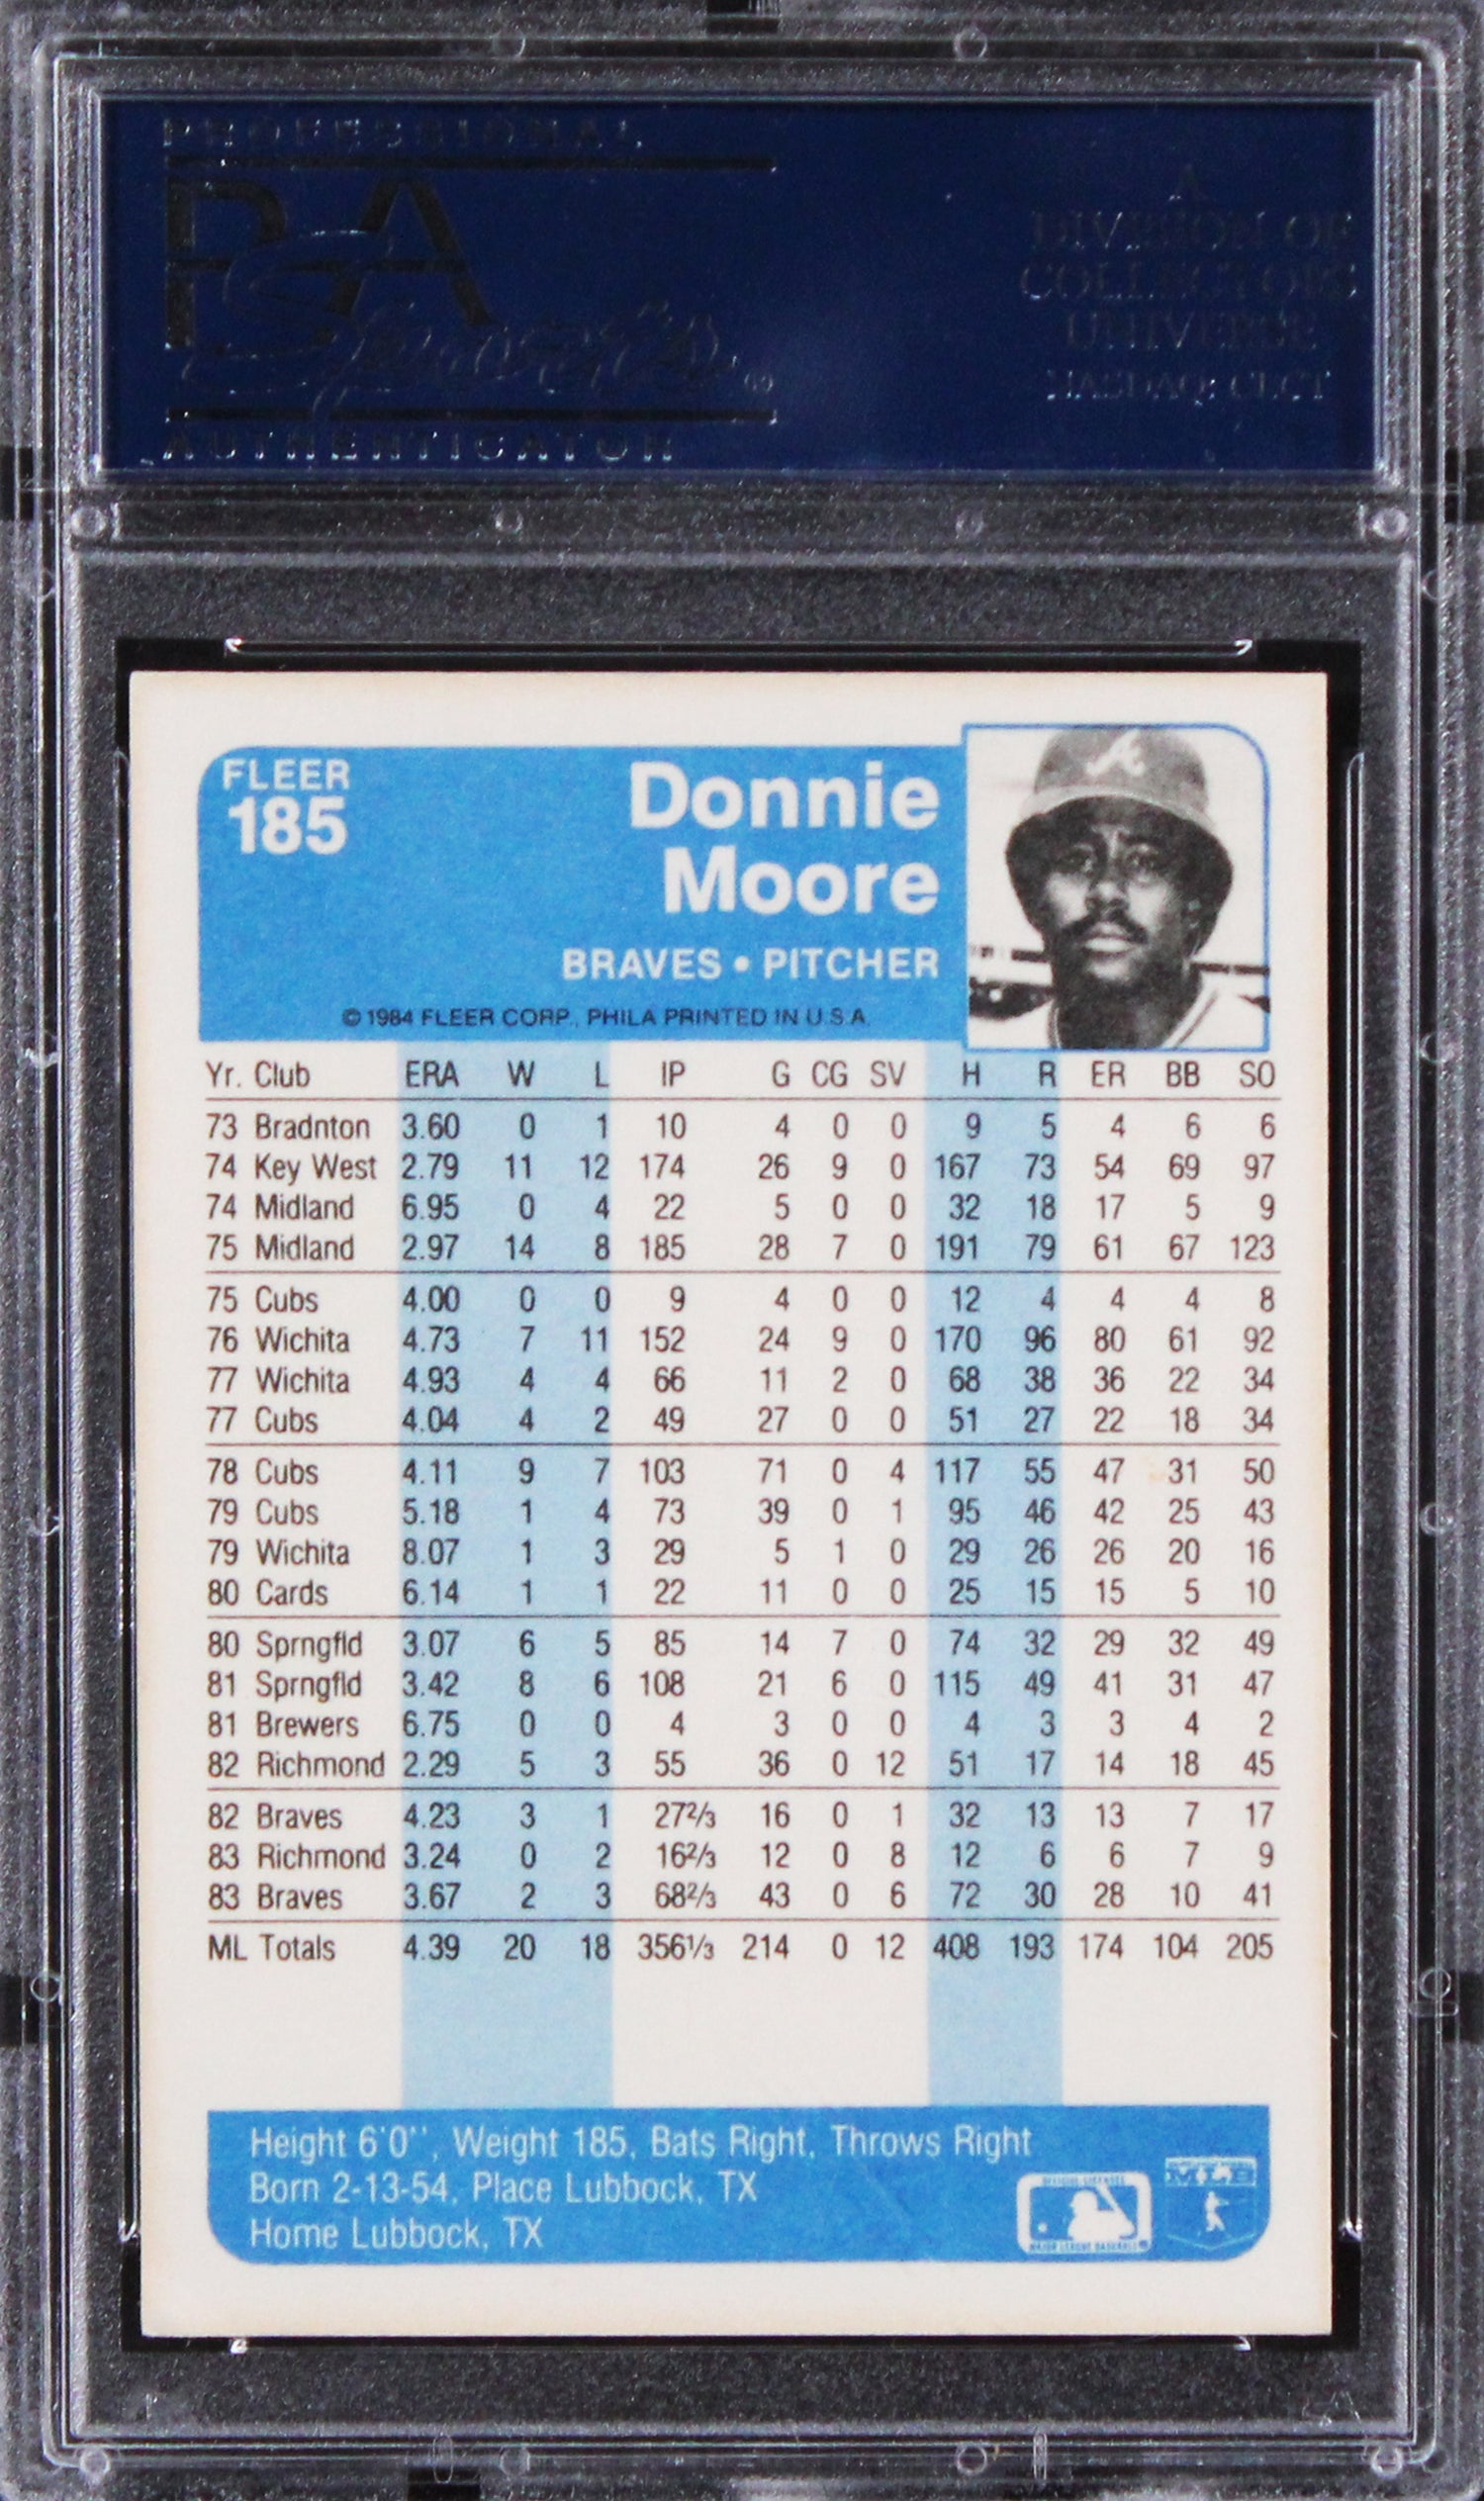 PROFESSIONAL
PSA
AUTHENTICATOR
A
DIVISION OF
COLLECTORS
UNIVERSE
NASDAQ: CLCT
FLEER
185
Donnie
Moore
BRAVES • PITCHER
© 1984 FLEER CORP., PHILA PRINTED IN U.S.A.
Yr. Club ERA W L IP G CG SV H R ER BB SO
73 Bradnton 3.60 0 1 10 4 0 0 9 5 4 6 6
74 Key West 2.79 11 12 174 26 9 0 167 73 54 69 97
74 Midland 6.95 0 4 22 5 0 0 32 18 17 5 9
75 Midland 2.97 14 8 185 28 7 0 191 79 61 67 123
75 Cubs 4.00 0 0 9 4 0 0 12 4 4 4 8
76 Wichita 4.73 7 11 152 24 9 0 170 96 80 61 92
77 Wichita 4.93 4 4 66 11 2 0 68 38 36 22 34
77 Cubs 4.04 4 2 49 27 0 0 51 27 22 18 34
78 Cubs 4.11 9 7 103 71 0 4 117 55 47 31 50
79 Cubs 5.18 1 4 73 39 0 1 95 46 42 25 43
79 Wichita 8.07 1 3 29 5 1 0 29 26 26 20 16
80 Cards 6.14 1 1 22 11 0 0 25 15 15 5 10
80 Sprngfld 3.07 6 5 85 14 7 0 74 32 29 32 49
81 Sprngfld 3.42 8 6 108 21 6 0 115 49 41 31 47
81 Brewers 6.75 0 0 4 3 0 0 4 3 3 4 2
82 Richmond 2.29 5 3 55 36 0 12 51 17 14 18 45
82 Braves 4.23 3 1 27⅔ 16 0 1 32 13 13 7 17
83 Richmond 3.24 0 2 16⅔ 12 0 8 12 6 6 7 9
83 Braves 3.67 2 3 68⅔ 43 0 6 72 30 28 10 41
ML Totals 4.39 20 18 356⅓ 214 0 12 408 193 174 104 205
Height 6'0'', Weight 185, Bats Right, Throws Right
Born 2-13-54, Place Lubbock, TX
Home Lubbock, TX
MLB